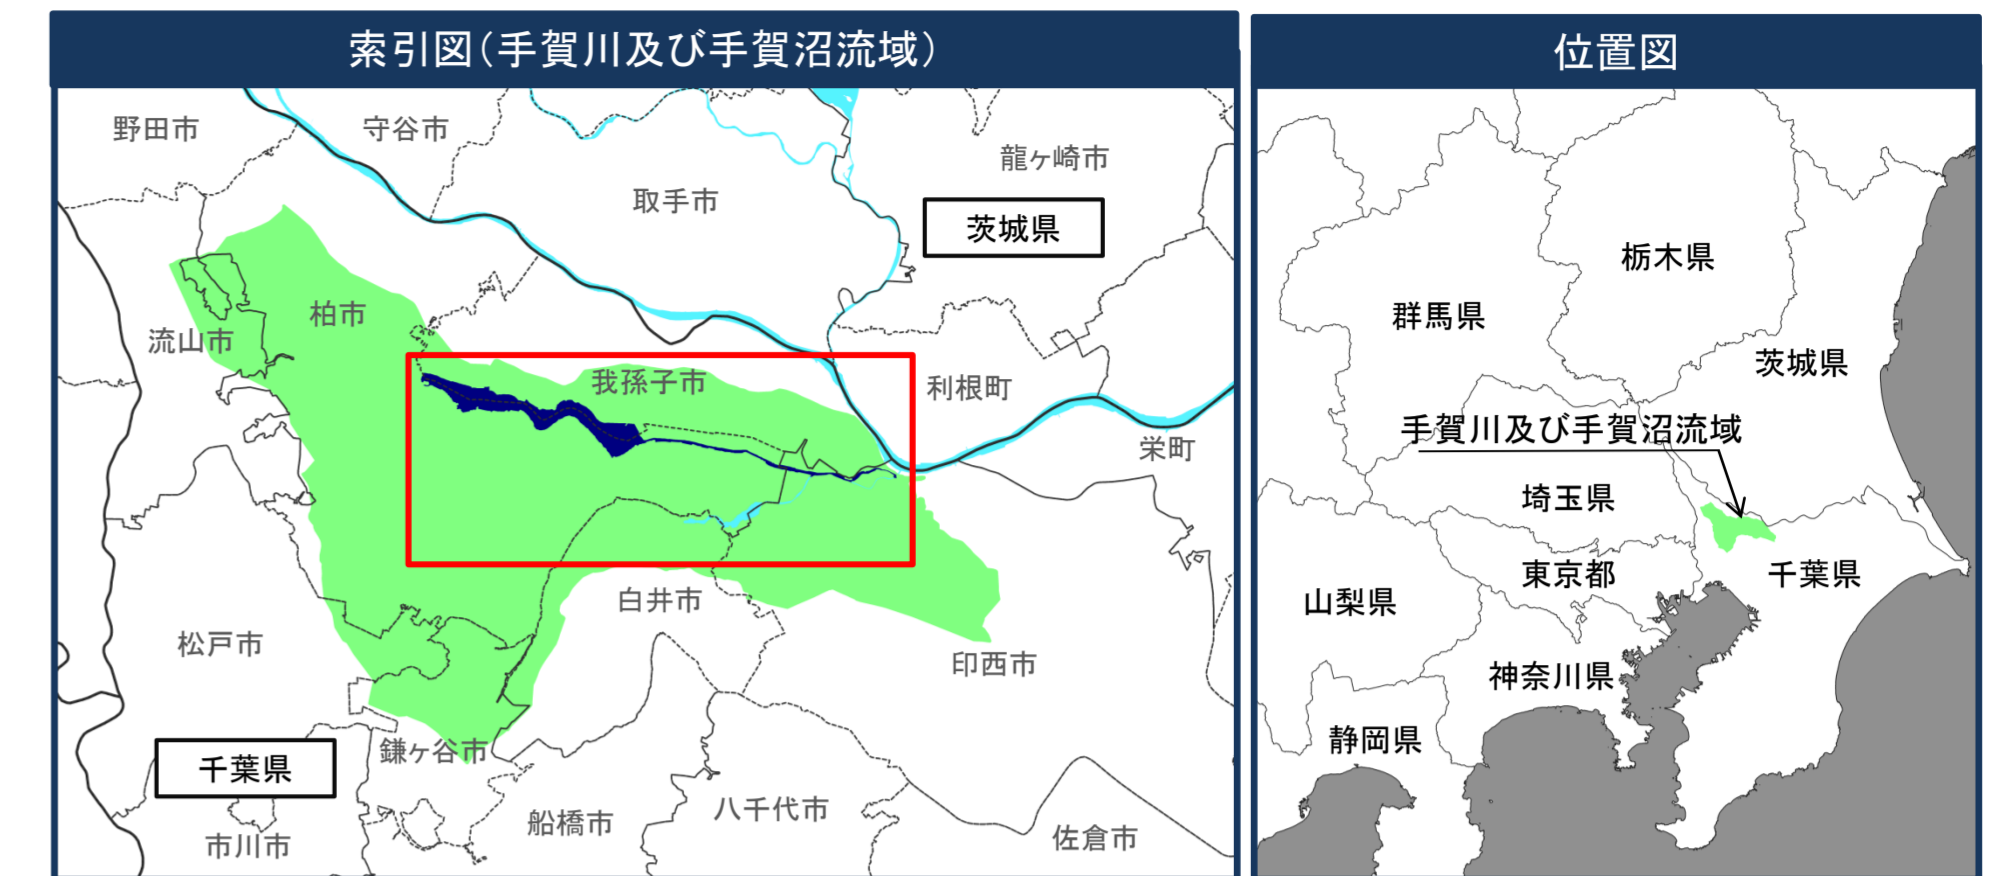 索引図(手賀川及び手賀沼流域)
野田市
守谷市
龍ヶ崎市
取手市
茨城県
柏市
流山市
我孫子市
利根町
栄町
白井市
松戸市
印西市
鎌ヶ谷市
千葉県
船橋市
八千代市
佐倉市
市川市
位置図
栃木県
群馬県
茨城県
手賀川及び手賀沼流域
埼玉県
東京都
千葉県
山梨県
神奈川県
静岡県